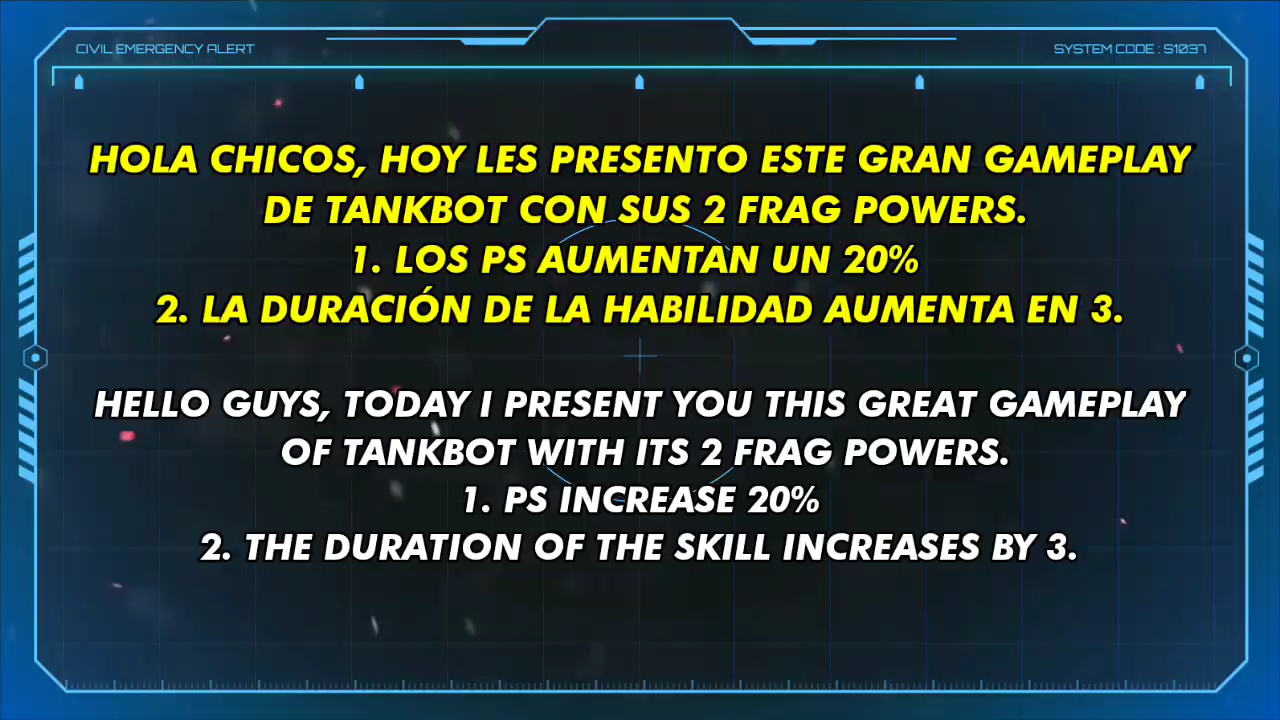 CIVIL EMERGENCY ALERT
SYSTEM CODE : S1037
HOLA CHICOS, HOY LES PRESENTO ESTE GRAN GAMEPLAY
DE TANKBOT CON SUS 2 FRAG POWERS.
1. LOS PS AUMENTAN UN 20%
2. LA DURACIÓN DE LA HABILIDAD AUMENTA EN 3.
HELLO GUYS, TODAY I PRESENT YOU THIS GREAT GAMEPLAY
OF TANKBOT WITH ITS 2 FRAG POWERS.
1. PS INCREASE 20%
2. THE DURATION OF THE SKILL INCREASES BY 3.